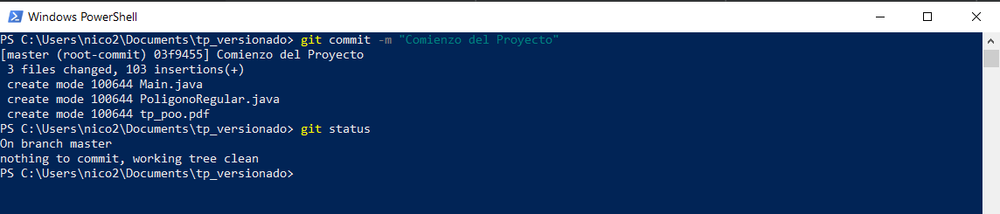 Windows PowerShell
PS C:\Users\nico2\Documents\tp_versionado> git commit -m "Comienzo del Proyecto"
[master (root-commit) 03f9455] Comienzo del Proyecto
 3 files changed, 103 insertions(+)
 create mode 100644 Main.java
 create mode 100644 PoligonoRegular.java
 create mode 100644 tp_poo.pdf
PS C:\Users\nico2\Documents\tp_versionado> git status
On branch master
nothing to commit, working tree clean
PS C:\Users\nico2\Documents\tp_versionado>